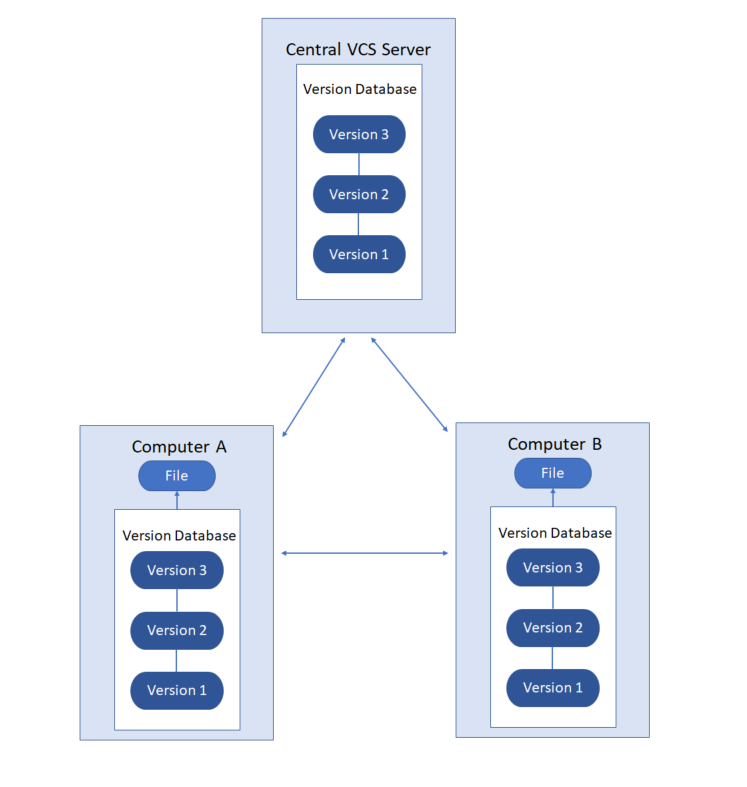 Central VCS Server
Version Database
Version 3
Version 2
Version 1
Computer A
File
Version Database
Version 3
Version 2
Version 1
Computer B
File
Version Database
Version 3
Version 2
Version 1